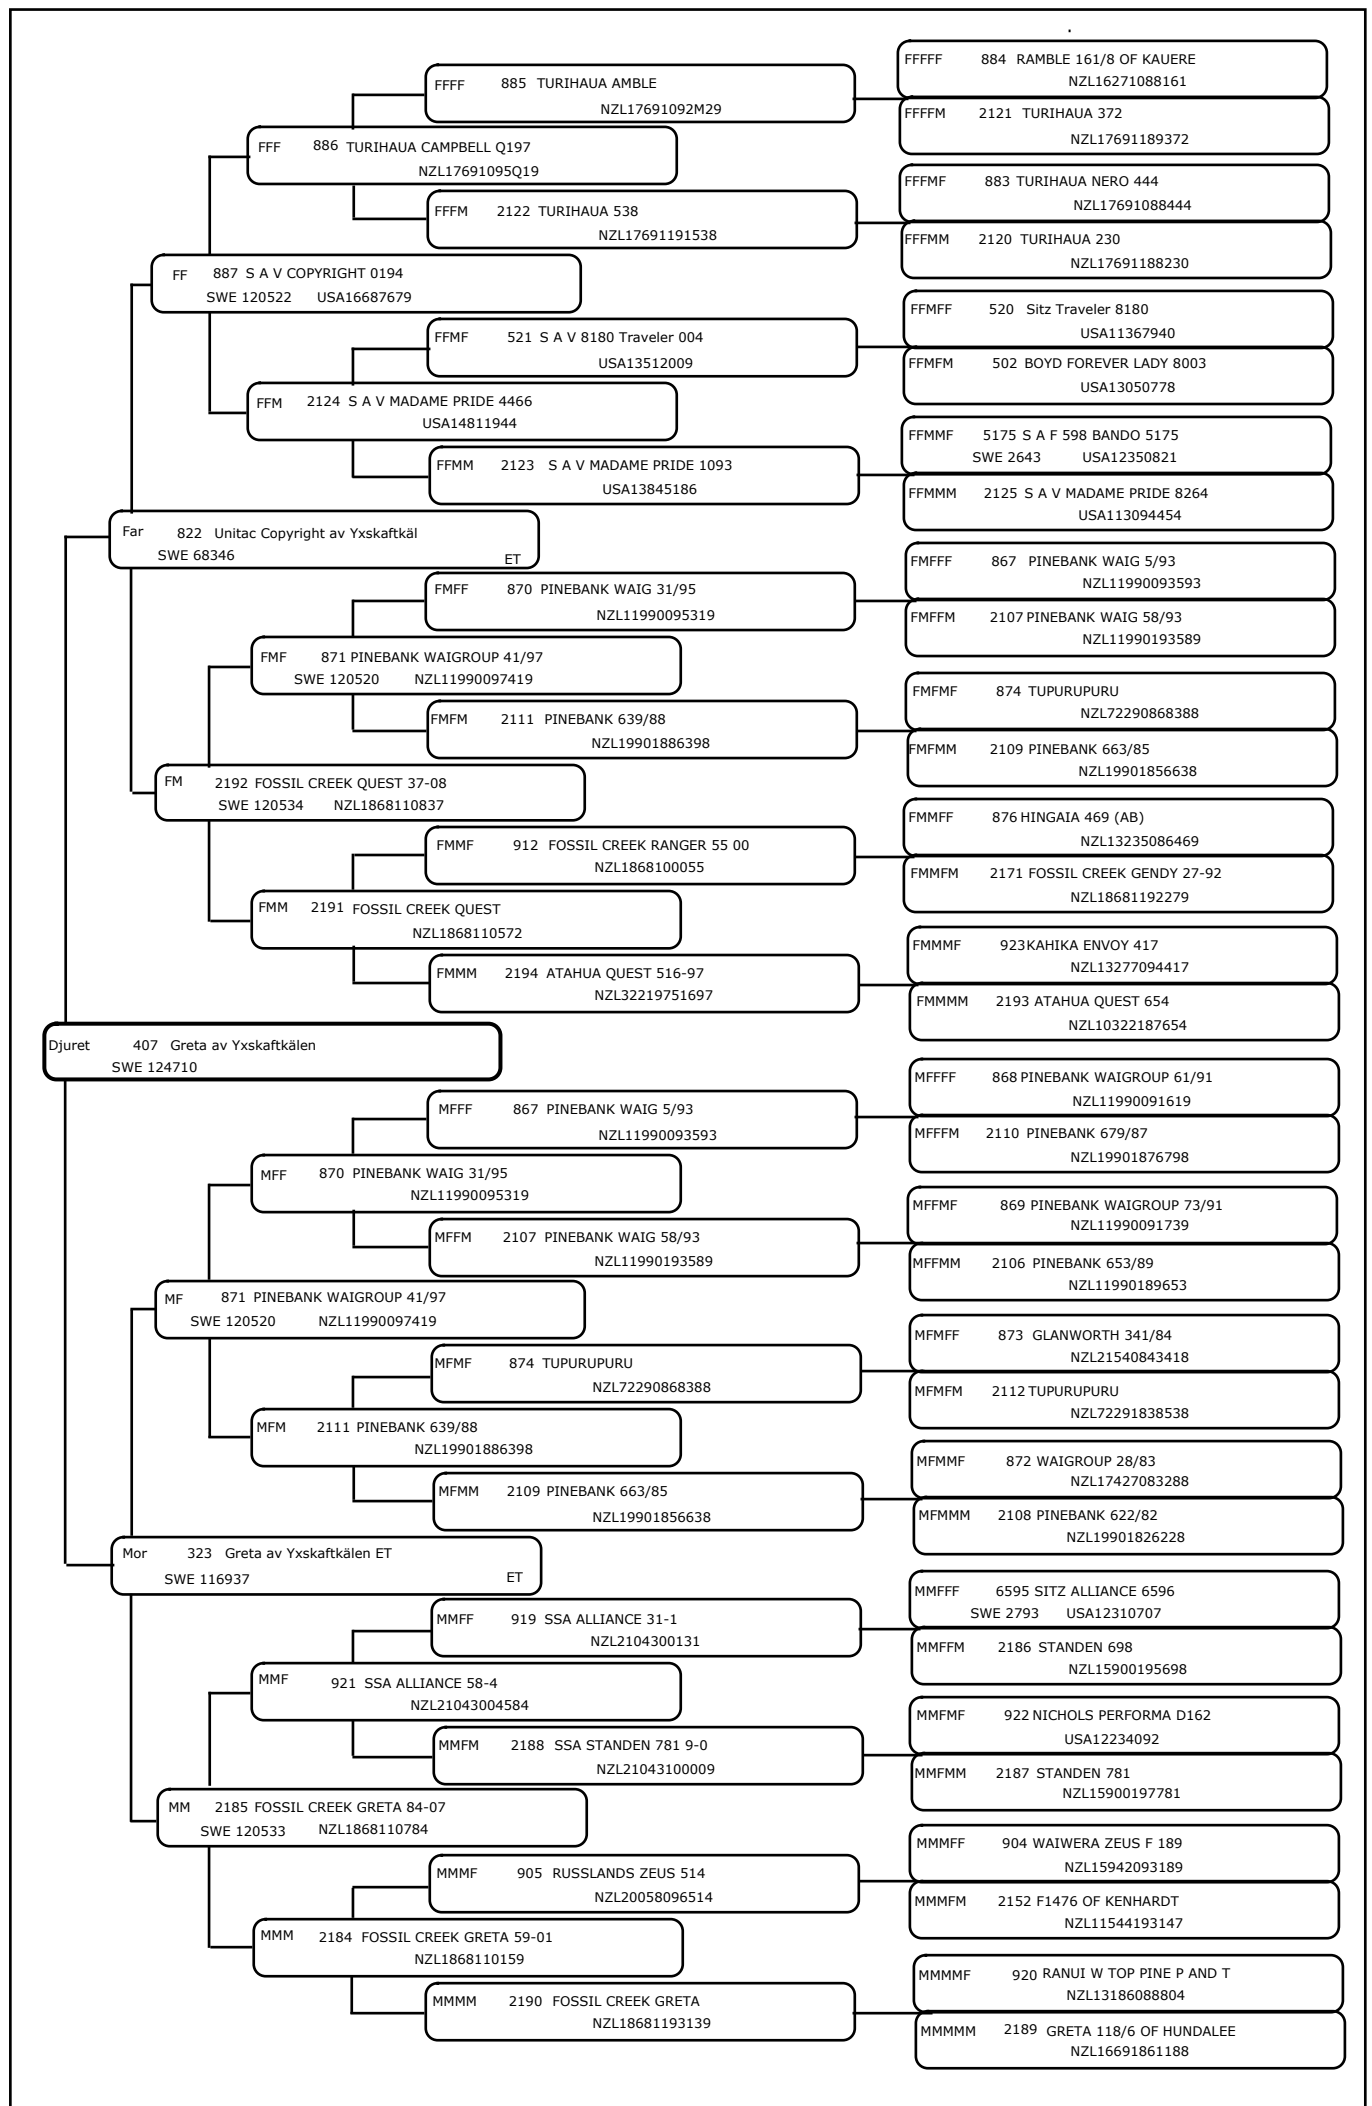 FFFFF 884 RAMBLE 161/8 OF KAUERE
NZL16271088161
FFFF 885 TURIHAUA AMBLE
NZL17691092M29
FFFFM 2121 TURIHAUA 372
NZL17691189372
FFF 886 TURIHAUA CAMPBELL Q197
NZL17691095Q19
FFFMF 883 TURIHAUA NERO 444
NZL17691088444
FFFM 2122 TURIHAUA 538
NZL17691191538
FFFMM 2120 TURIHAUA 230
NZL17691188230
FF 887 S A V COPYRIGHT 0194
SWE 120522 USA16687679
FFMFF 520 Sitz Traveler 8180
USA11367940
FFMF 521 S A V 8180 Traveler 004
USA13512009
FFMFM 502 BOYD FOREVER LADY 8003
USA13050778
FFM 2124 S A V MADAME PRIDE 4466
USA14811944
FFMMF 5175 S A F 598 BANDO 5175
SWE 2643 USA12350821
FFMM 2123 S A V MADAME PRIDE 1093
USA13845186
FFMMM 2125 S A V MADAME PRIDE 8264
USA113094454
Far 822 Unitac Copyright av Yxskaftkäl
SWE 68346 ET
FMFFF 867 PINEBANK WAIG 5/93
NZL11990093593
FMFF 870 PINEBANK WAIG 31/95
NZL11990095319
FMFFM 2107 PINEBANK WAIG 58/93
NZL11990193589
FMF 871 PINEBANK WAIGROUP 41/97
SWE 120520 NZL11990097419
FMFMF 874 TUPURUPURU
NZL72290868388
FMFM 2111 PINEBANK 639/88
NZL19901886398
FMFMM 2109 PINEBANK 663/85
NZL19901856638
FM 2192 FOSSIL CREEK QUEST 37-08
SWE 120534 NZL1868110837
FMMFF 876 HINGAIA 469 (AB)
NZL13235086469
FMMF 912 FOSSIL CREEK RANGER 55 00
NZL1868100055
FMMFM 2171 FOSSIL CREEK GENDY 27-92
NZL18681192279
FMM 2191 FOSSIL CREEK QUEST
NZL1868110572
FMMMF 923 KAHIKA ENVOY 417
NZL13277094417
FMMM 2194 ATAHUA QUEST 516-97
NZL32219751697
FMMMM 2193 ATAHUA QUEST 654
NZL10322187654
Djuret 407 Greta av Yxskaftkälen
SWE 124710
MFFFF 868 PINEBANK WAIGROUP 61/91
NZL11990091619
MFFF 867 PINEBANK WAIG 5/93
NZL11990093593
MFFFM 2110 PINEBANK 679/87
NZL19901876798
MFF 870 PINEBANK WAIG 31/95
NZL11990095319
MFFMF 869 PINEBANK WAIGROUP 73/91
NZL11990091739
MFFM 2107 PINEBANK WAIG 58/93
NZL11990193589
MFFMM 2106 PINEBANK 653/89
NZL11990189653
MF 871 PINEBANK WAIGROUP 41/97
SWE 120520 NZL11990097419
MFMFF 873 GLANWORTH 341/84
NZL21540843418
MFMF 874 TUPURUPURU
NZL72290868388
MFMFM 2112 TUPURUPURU
NZL72291838538
MFM 2111 PINEBANK 639/88
NZL19901886398
MFMMF 872 WAIGROUP 28/83
NZL17427083288
MFMM 2109 PINEBANK 663/85
NZL19901856638
MFMMM 2108 PINEBANK 622/82
NZL19901826228
Mor 323 Greta av Yxskaftkälen ET
SWE 116937 ET
MMFFF 6595 SITZ ALLIANCE 6596
SWE 2793 USA12310707
MMFF 919 SSA ALLIANCE 31-1
NZL2104300131
MMFFM 2186 STANDEN 698
NZL15900195698
MMF 921 SSA ALLIANCE 58-4
NZL21043004584
MMFMF 922 NICHOLS PERFORMA D162
USA12234092
MMFM 2188 SSA STANDEN 781 9-0
NZL21043100009
MMFMM 2187 STANDEN 781
NZL15900197781
MM 2185 FOSSIL CREEK GRETA 84-07
SWE 120533 NZL1868110784
MMMFF 904 WAIWERA ZEUS F 189
NZL15942093189
MMMF 905 RUSSLANDS ZEUS 514
NZL20058096514
MMMFM 2152 F1476 OF KENHARDT
NZL11544193147
MMM 2184 FOSSIL CREEK GRETA 59-01
NZL1868110159
MMMMF 920 RANUI W TOP PINE P AND T
NZL13186088804
MMMM 2190 FOSSIL CREEK GRETA
NZL18681193139
MMMMM 2189 GRETA 118/6 OF HUNDALEE
NZL16691861188